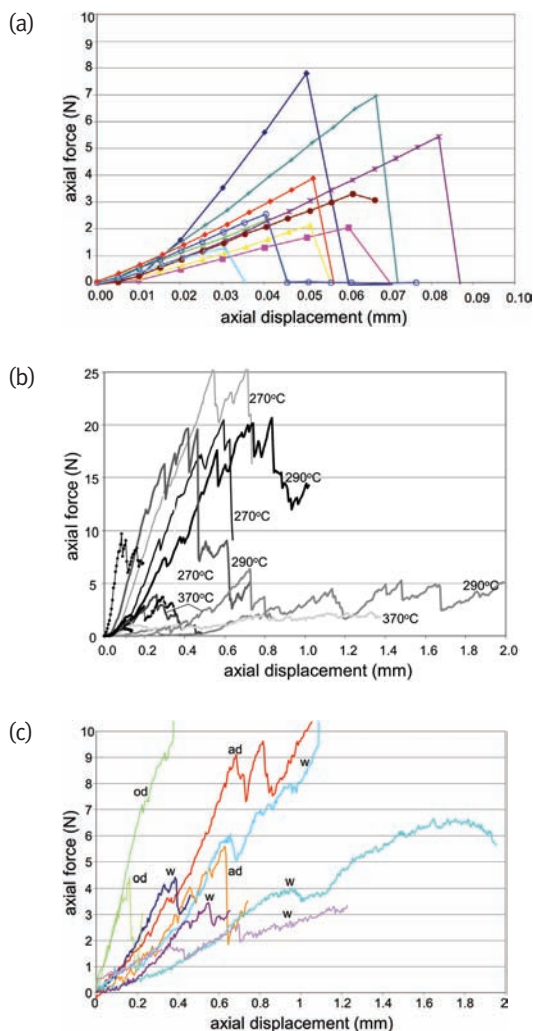 (a)
axial force (N)
10
9
8
7
6
5
4
3
2
1
0
0.00 0.01 0.02 0.03 0.04 0.05 0.06 0.07 0.08 0.09 0.10
axial displacement (mm)
(b)
axial force (N)
25
20
15
10
5
0
270°C
290°C
270°C
290°C
270°C
370°C
290°C
370°C
0 0.2 0.4 0.6 0.8 1.0 1.2 1.4 1.6 1.8 2.0
axial displacement (mm)
(c)
axial force (N)
10
9
8
7
6
5
4
3
2
1
0
od
od
w
w
ad
ad
w
w
w
0 0.2 0.4 0.6 0.8 1.0 1.2 1.4 1.6 1.8 2
axial displacement (mm)